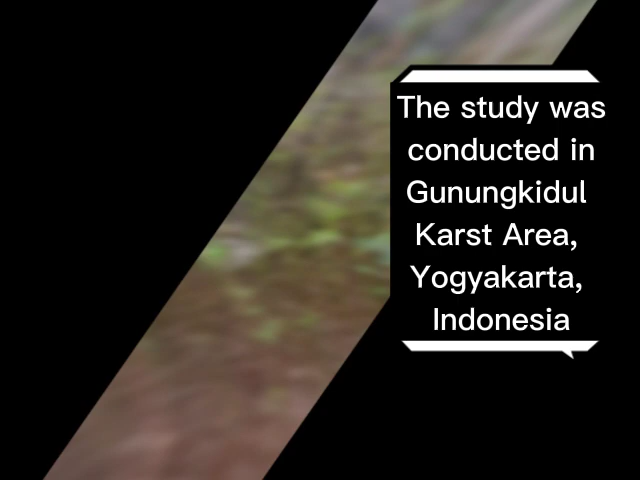 The study was
conducted in
Gunungkidul
Karst Area,
Yogyakarta,
Indonesia